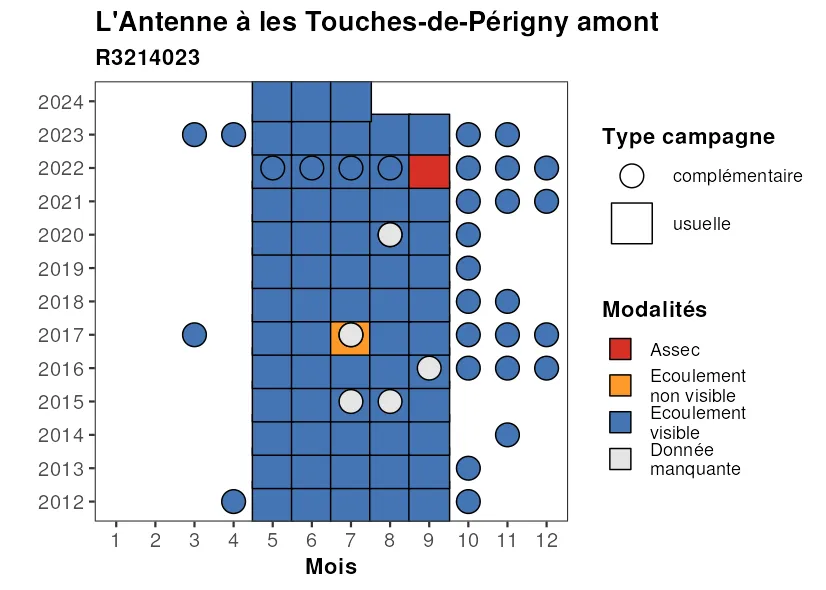 L'Antenne à les Touches-de-Périgny amont
R3214023
2024
2023
2022
2021
2020
2019
2018
2017
2016
2015
2014
2013
2012
1 2 3 4 5 6 7 8 9 10 11 12
Mois
Type campagne
complémentaire
usuelle
Modalités
Assec
Ecoulement
non visible
Ecoulement
visible
Donnée
manquante